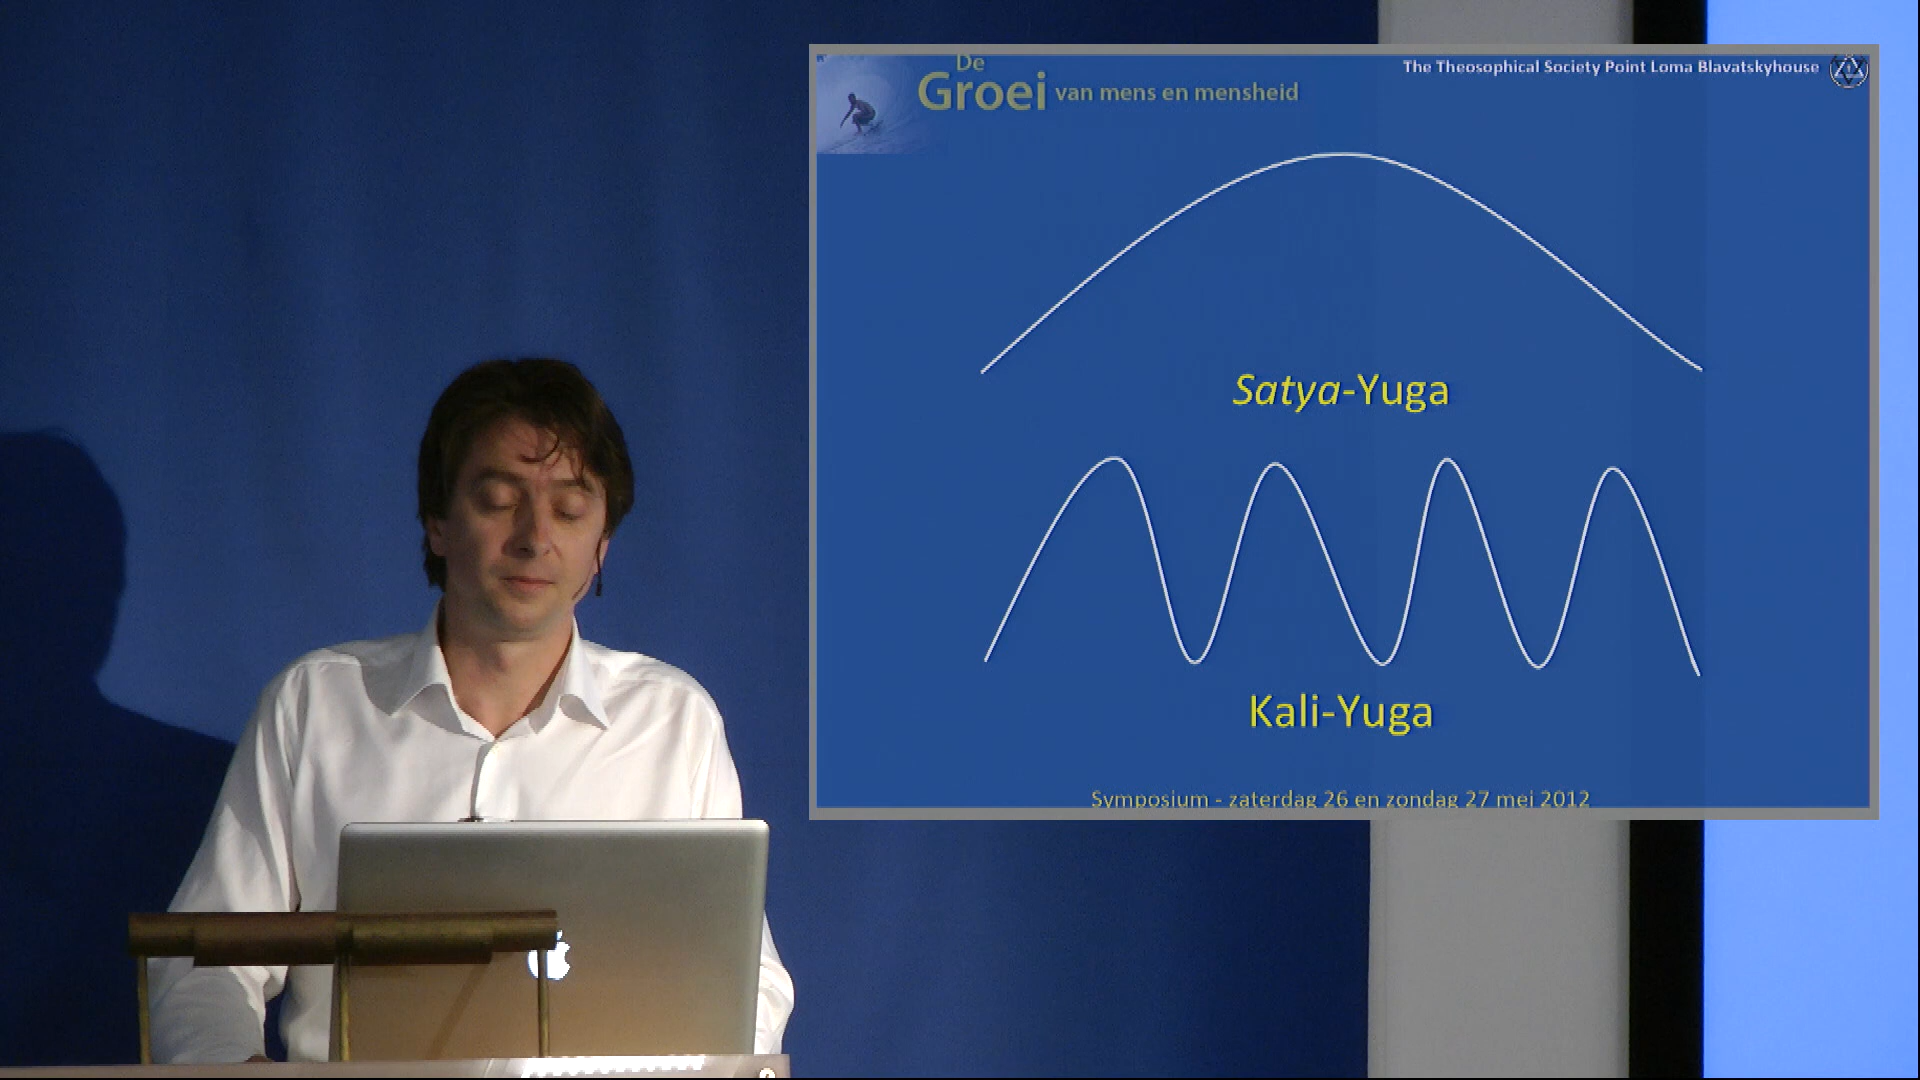 De
Groei van mens en mensheid
The Theosophical Society Point Loma Blavatskyhouse
Satya-Yuga
Kali-Yuga
Symposium - zaterdag 26 en zondag 27 mei 2012